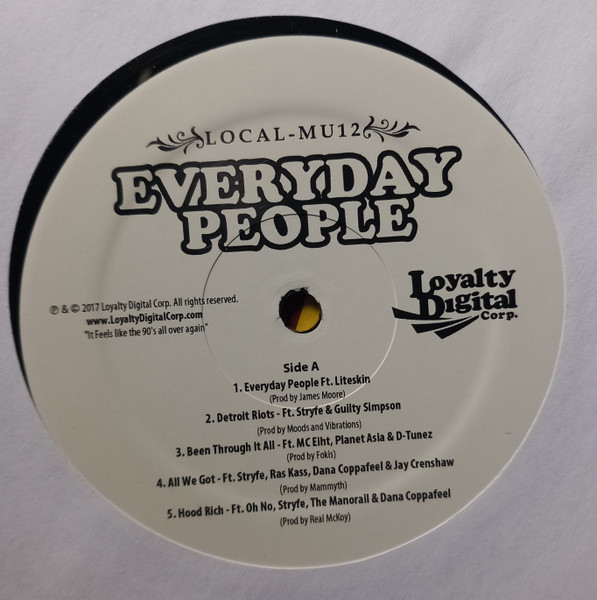 LOCAL-MU12
EVERYDAY
PEOPLE
℗ & © 2017 Loyalty Digital Corp. All rights reserved.
www.LoyaltyDigitalCorp.com
"It Feels like the 90's all over again"
Loyalty
Digital
Corp.
Side A
1. Everyday People Ft. Liteskin
(Prod by James Moore)
2. Detroit Riots - Ft. Stryfe & Guilty Simpson
(Prod by Moods and Vibrations)
3. Been Through It All - Ft. MC Eiht, Planet Asia & D-Tunez
(Prod by Fokis)
4. All We Got - Ft. Stryfe, Ras Kass, Dana Coppafeel & Jay Crenshaw
(Prod by Mammyth)
5. Hood Rich - Ft. Oh No, Stryfe, The Manorall & Dana Coppafeel
(Prod by Real McKoy)